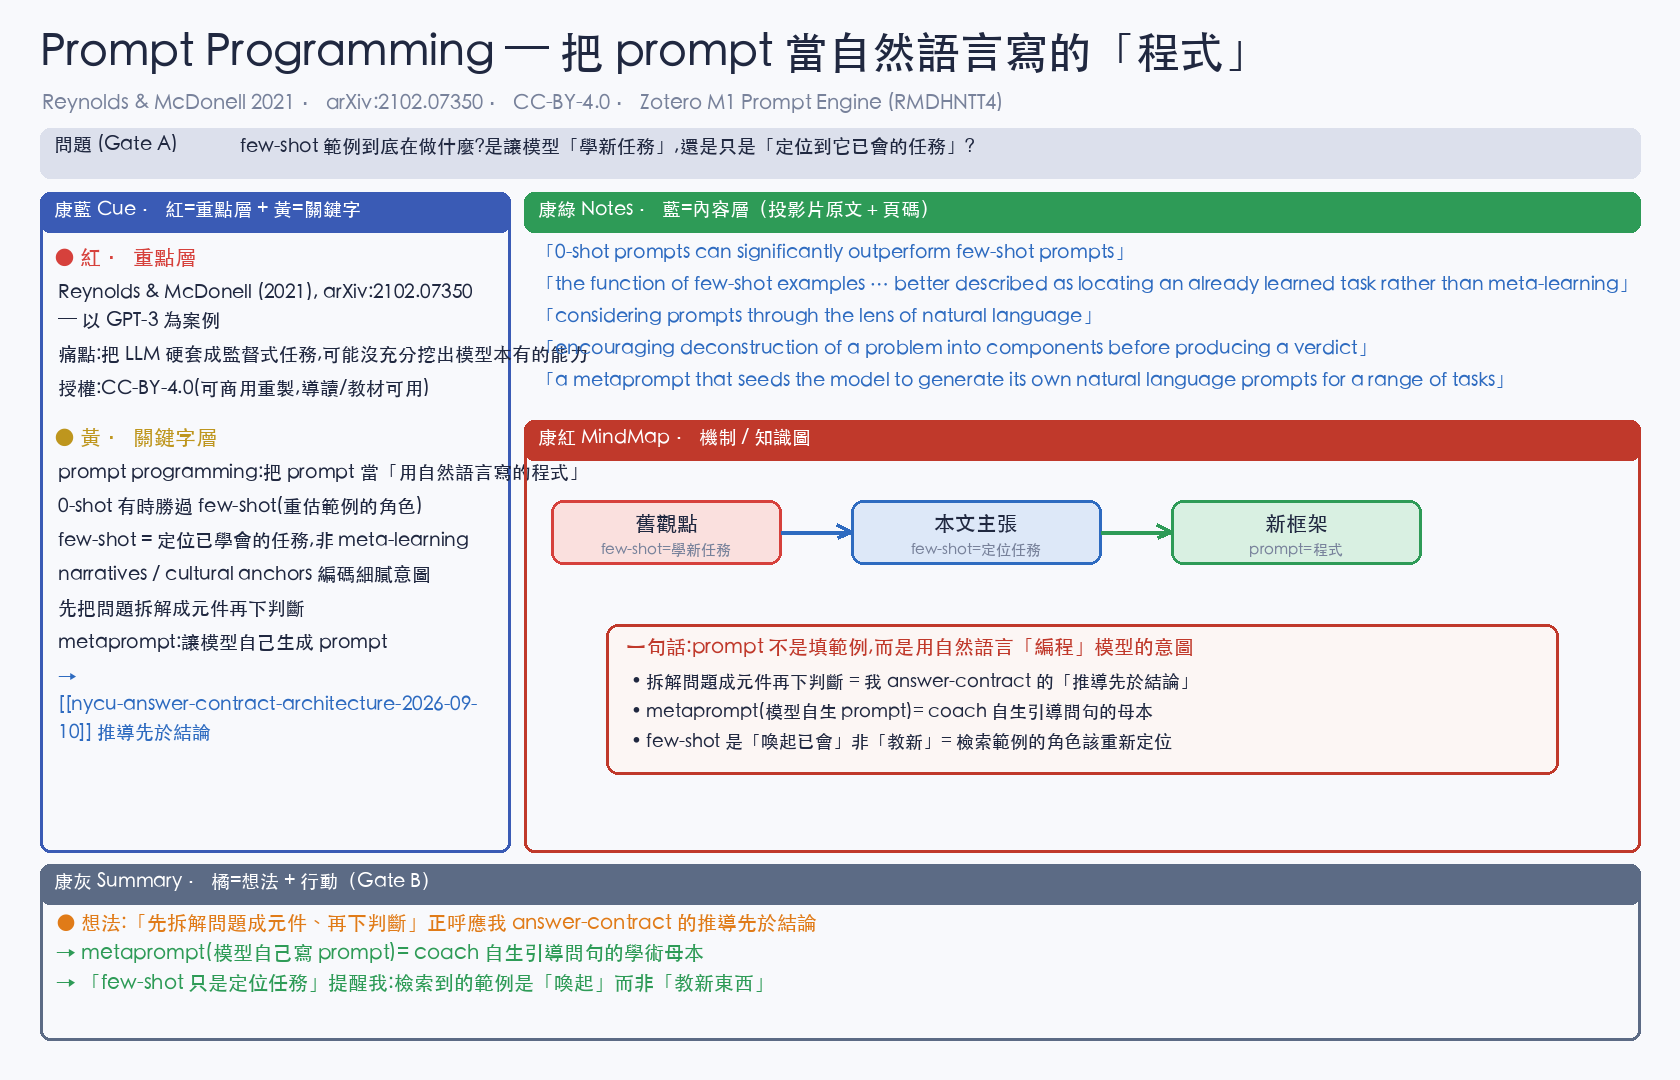 Prompt Programming — 把 prompt 當自然語言寫的「程式」
Reynolds & McDonell 2021 · arXiv:2102.07350 · CC-BY-4.0 · Zotero M1 Prompt Engine (RMDHNTT4)
問題 (Gate A) few-shot 範例到底在做什麼?是讓模型「學新任務」,還是只是「定位到它已會的任務」?
康藍 Cue · 紅=重點層 + 黃=關鍵字
紅 · 重點層
Reynolds & McDonell (2021), arXiv:2102.07350
— 以 GPT-3 為案例
痛點:把 LLM 硬套成監督式任務,可能沒充分挖出模型本有的能力
授權:CC-BY-4.0(可商用重製,導讀/教材可用)
黃 · 關鍵字層
prompt programming:把 prompt 當「用自然語言寫的程式」
0-shot 有時勝過 few-shot(重估範例的角色)
few-shot = 定位已學會的任務,非 meta-learning
narratives / cultural anchors 編碼細膩意圖
先把問題拆解成元件再下判斷
metaprompt:讓模型自己生成 prompt
→
[[nycu-answer-contract-architecture-2026-09-
10]] 推導先於結論
康綠 Notes · 藍=內容層（投影片原文 + 頁碼）
「0-shot prompts can significantly outperform few-shot prompts」
「the function of few-shot examples … better described as locating an already learned task rather than meta-learning」
「considering prompts through the lens of natural language」
「encouraging deconstruction of a problem into components before producing a verdict」
「a metaprompt that seeds the model to generate its own natural language prompts for a range of tasks」
康紅 MindMap · 機制 / 知識圖
舊觀點
few-shot=學新任務
本文主張
few-shot=定位任務
新框架
prompt=程式
一句話:prompt 不是填範例,而是用自然語言「編程」模型的意圖
• 拆解問題成元件再下判斷 = 我 answer-contract 的「推導先於結論」
• metaprompt(模型自生 prompt)= coach 自生引導問句的母本
• few-shot 是「喚起已會」非「教新」= 檢索範例的角色該重新定位
康灰 Summary · 橘=想法 + 行動（Gate B）
想法:「先拆解問題成元件、再下判斷」正呼應我 answer-contract 的推導先於結論
→ metaprompt(模型自己寫 prompt)= coach 自生引導問句的學術母本
→ 「few-shot 只是定位任務」提醒我:檢索到的範例是「喚起」而非「教新東西」